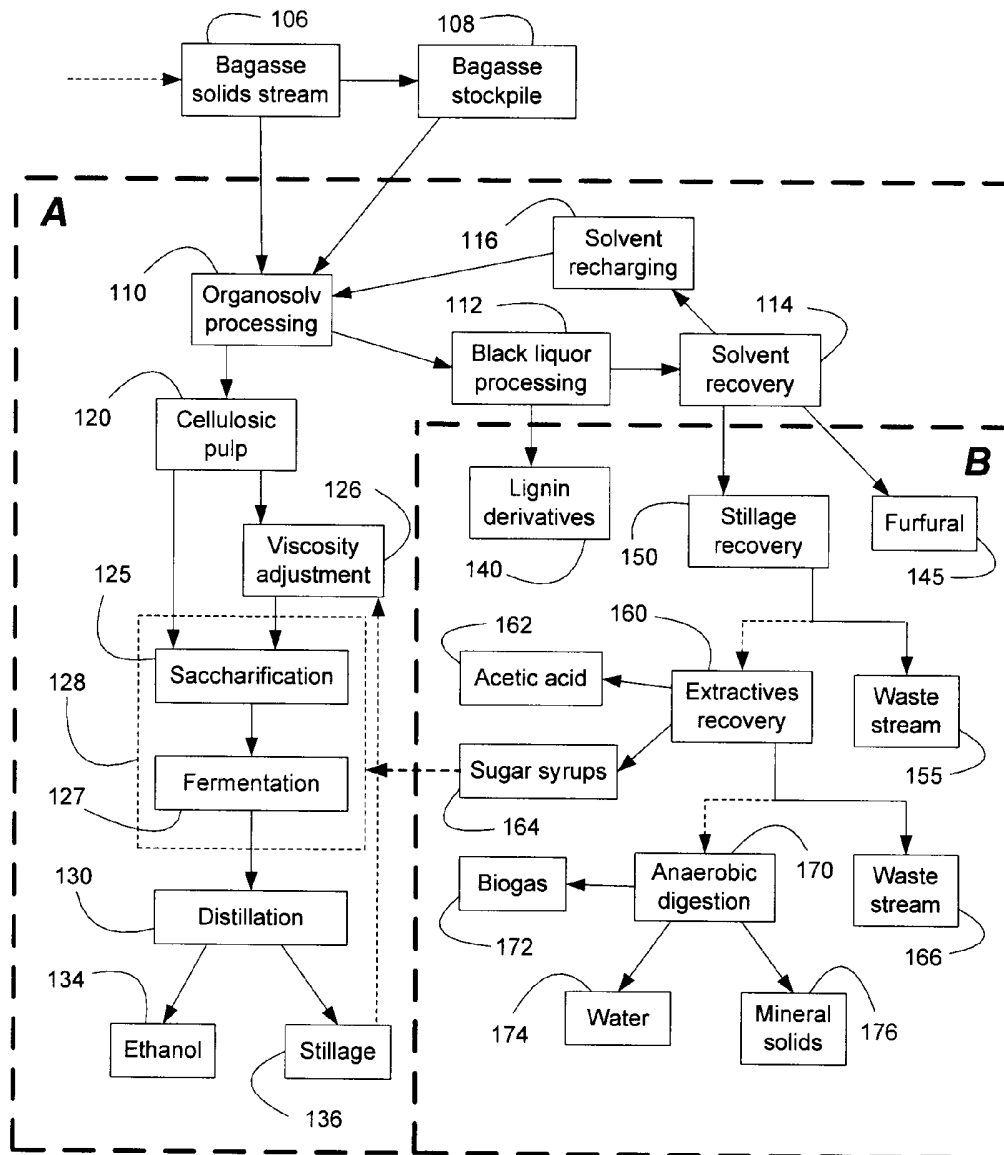 106
108
Bagasse
solids stream
Bagasse
stockpile
A
116
Solvent
recharging
110
Organosolv
processing
112
114
Black liquor
processing
Solvent
recovery
120
Cellulosic
pulp
B
126
Lignin
derivatives
140
150
Stillage
recovery
Furfural
145
Viscosity
adjustment
125
162
160
Saccharification
Acetic acid
Extractives
recovery
Waste
stream
155
128
Fermentation
127
Sugar syrups
164
130
Biogas
172
Anaerobic
digestion
170
Waste
stream
166
Distillation
134
Ethanol
Stillage
136
174
Water
Mineral
solids
176